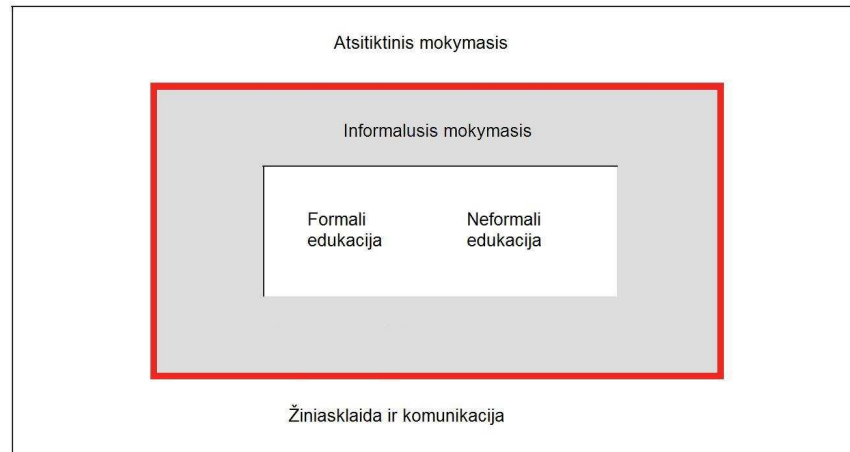 Atsitiktinis mokymasis
Informalusis mokymasis
Formali
edukacija
Neformali
edukacija
Žiniasklaida ir komunikacija